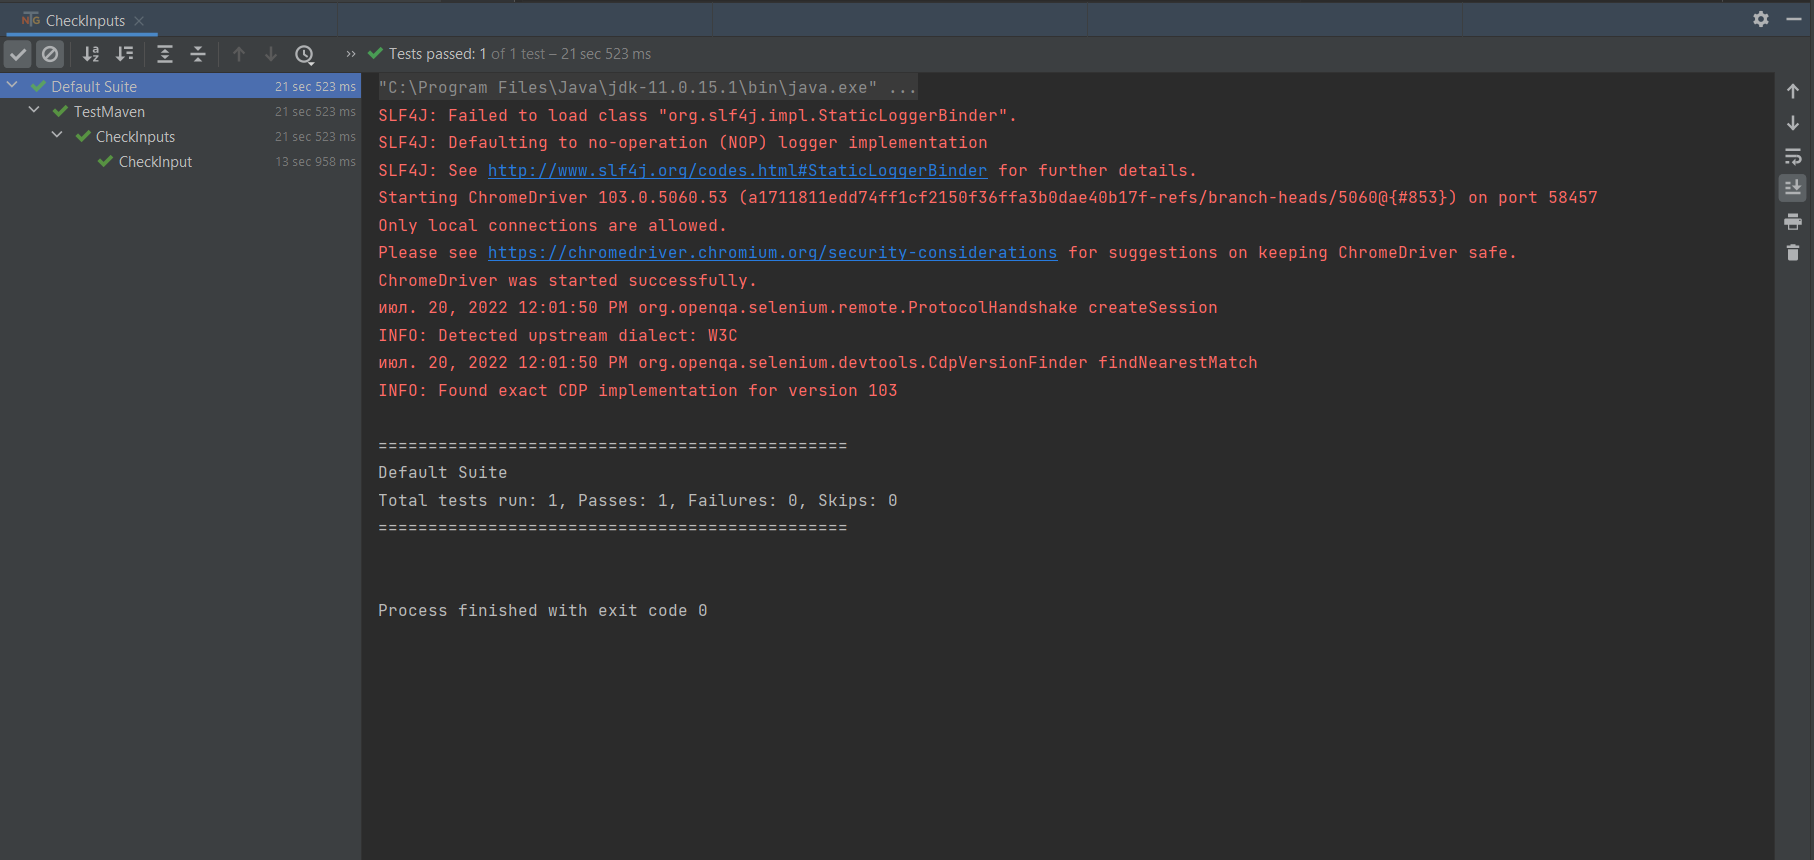 CheckInputs
Tests passed: 1 of 1 test – 21 sec 523 ms
Default Suite 21 sec 523 ms
TestMaven 21 sec 523 ms
CheckInputs 21 sec 523 ms
CheckInput 13 sec 958 ms
"C:\Program Files\Java\jdk-11.0.15.1\bin\java.exe" ...
SLF4J: Failed to load class "org.slf4j.impl.StaticLoggerBinder".
SLF4J: Defaulting to no-operation (NOP) logger implementation
SLF4J: See http://www.slf4j.org/codes.html#StaticLoggerBinder for further details.
Starting ChromeDriver 103.0.5060.53 (a1711811edd74ff1cf2150f36ffa3b0dae40b17f-refs/branch-heads/5060@{#853}) on port 58457
Only local connections are allowed.
Please see https://chromedriver.chromium.org/security-considerations for suggestions on keeping ChromeDriver safe.
ChromeDriver was started successfully.
июл. 20, 2022 12:01:50 PM org.openqa.selenium.remote.ProtocolHandshake createSession
INFO: Detected upstream dialect: W3C
июл. 20, 2022 12:01:50 PM org.openqa.selenium.devtools.CdpVersionFinder findNearestMatch
INFO: Found exact CDP implementation for version 103
===============================================
Default Suite
Total tests run: 1, Passes: 1, Failures: 0, Skips: 0
===============================================
Process finished with exit code 0